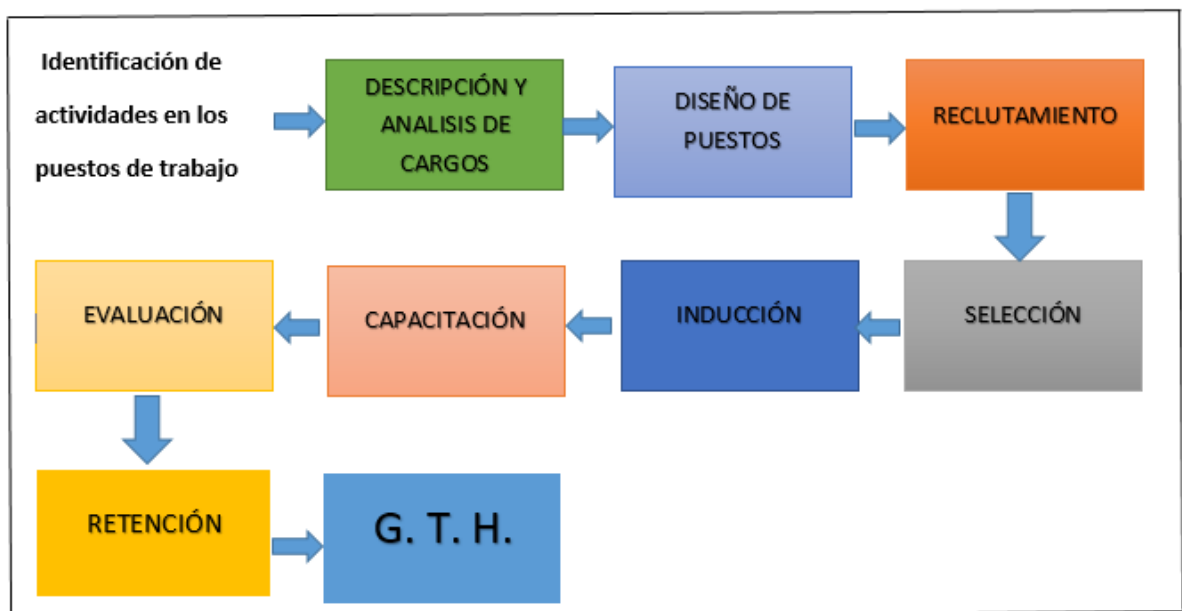 Identificación de
actividades en los
puestos de trabajo
DESCRIPCIÓN Y
ANALISIS DE
CARGOS
DISEÑO DE
PUESTOS
RECLUTAMIENTO
SELECCIÓN
INDUCCIÓN
CAPACITACIÓN
EVALUACIÓN
RETENCIÓN
G. T. H.